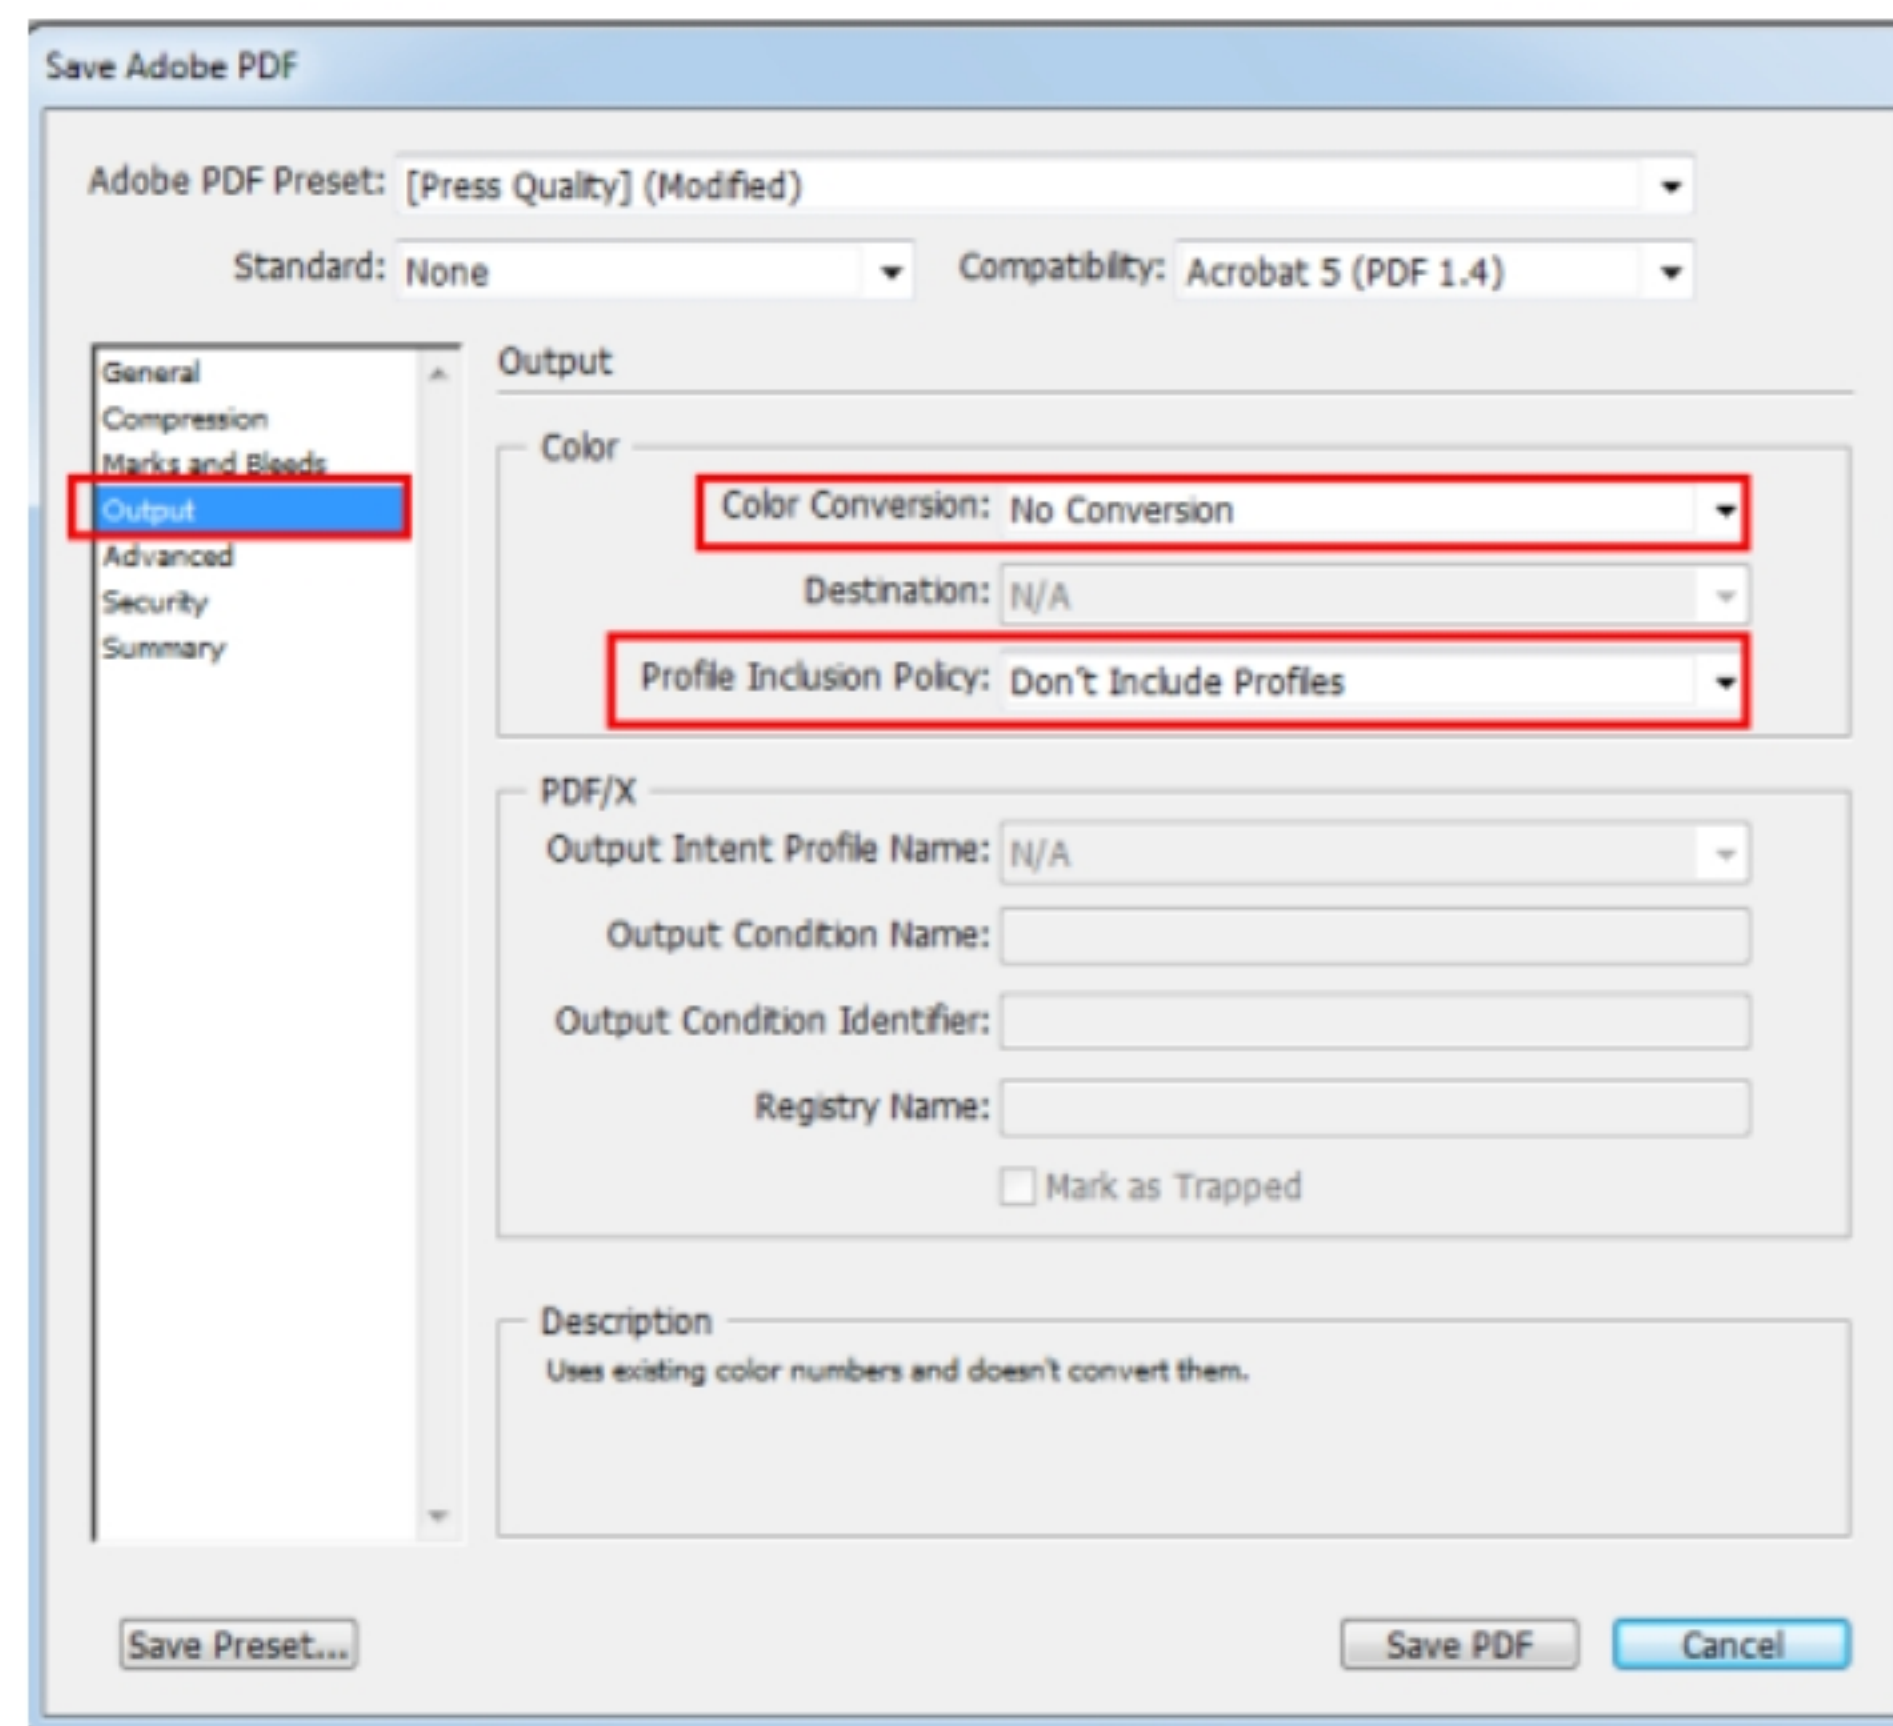 Save Adobe PDF
Adobe PDF Preset: [Press Quality] (Modified)
Standard: None Compatibility: Acrobat 5 (PDF 1.4)
General
Compression
Marks and Bleeds
Output
Advanced
Security
Summary
Output
Color
Color Conversion: No Conversion
Destination: N/A
Profile Inclusion Policy: Don't Include Profiles
PDF/X
Output Intent Profile Name: N/A
Output Condition Name:
Output Condition Identifier:
Registry Name:
Mark as Trapped
Description
Uses existing color numbers and doesn't convert them.
Save Preset... Save PDF Cancel